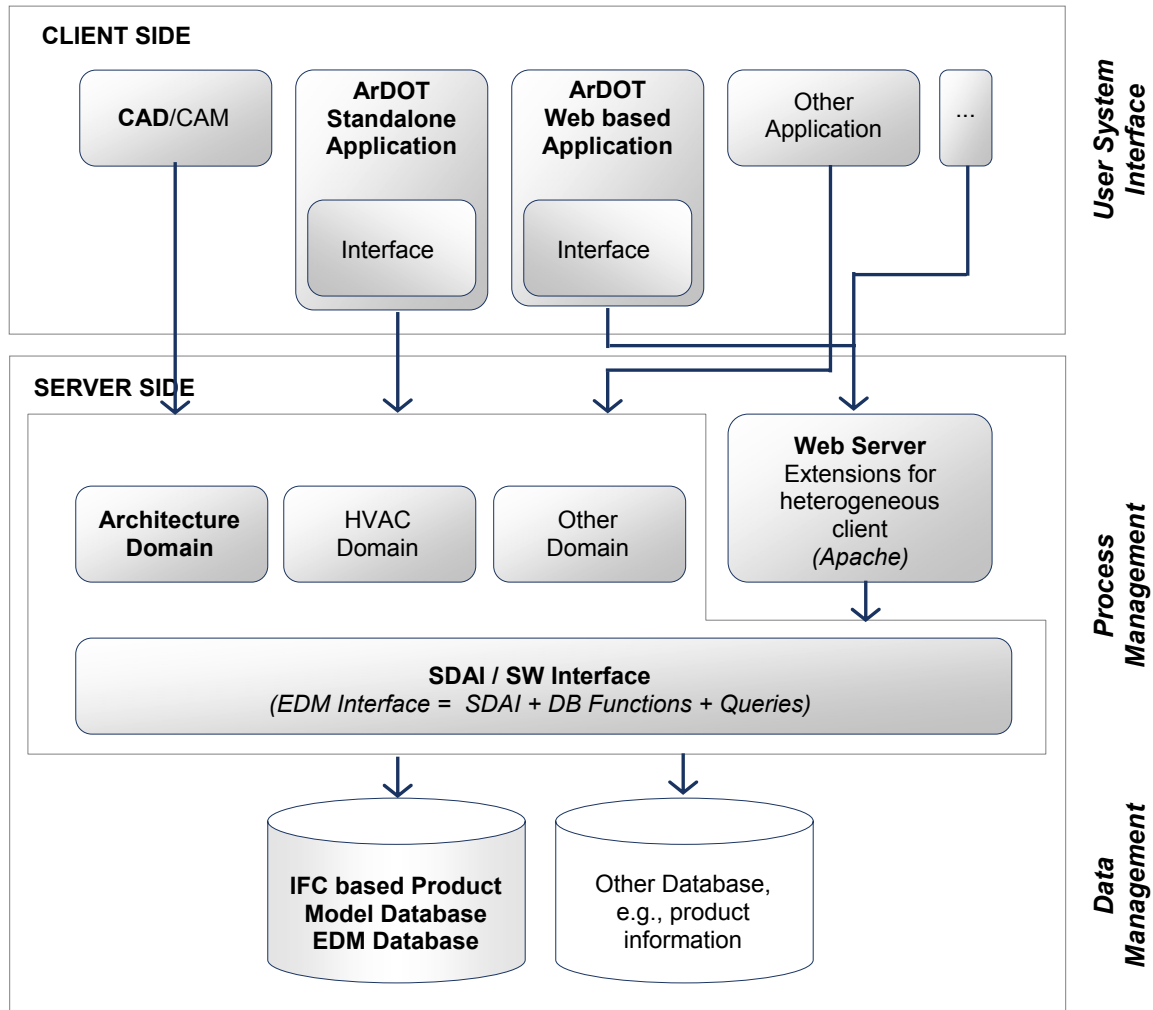 CLIENT SIDE
CAD/CAM
ArDOT
Standalone
Application
Interface
ArDOT
Web based
Application
Interface
Other
Application
...
User System
Interface
SERVER SIDE
Architecture
Domain
HVAC
Domain
Other
Domain
Web Server
Extensions for
heterogeneous
client
(Apache)
Process
Management
SDAI / SW Interface
(EDM Interface = SDAI + DB Functions + Queries)
IFC based Product
Model Database
EDM Database
Other Database,
e.g., product
information
Data
Management